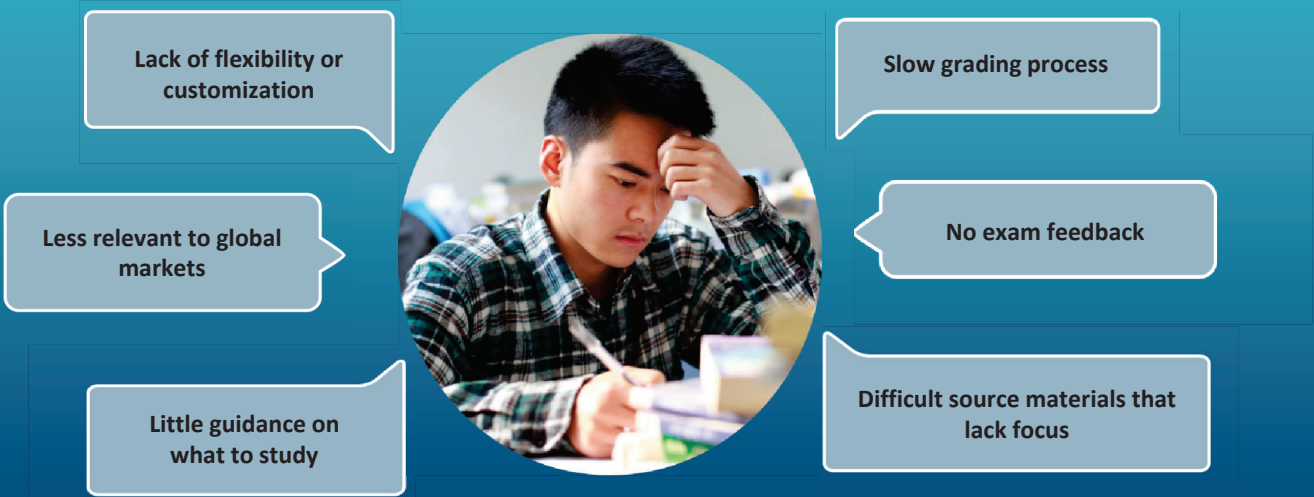 Lack of flexibility or
customization
Slow grading process
Less relevant to global
markets
No exam feedback
Little guidance on
what to study
Difficult source materials that
lack focus